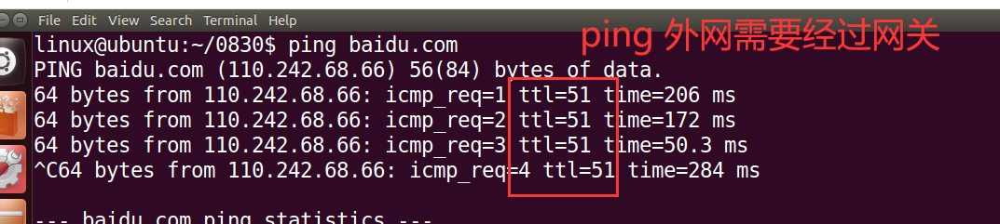 File Edit View Search Terminal Help
ping 外网需要经过网关
linux@ubuntu:~/0830$ ping baidu.com
PING baidu.com (110.242.68.66) 56(84) bytes of data.
64 bytes from 110.242.68.66: icmp_req=1 ttl=51 time=206 ms
64 bytes from 110.242.68.66: icmp_req=2 ttl=51 time=172 ms
64 bytes from 110.242.68.66: icmp_req=3 ttl=51 time=50.3 ms
^C64 bytes from 110.242.68.66: icmp_req=4 ttl=51 time=284 ms
--- baidu.com ping statistics ---